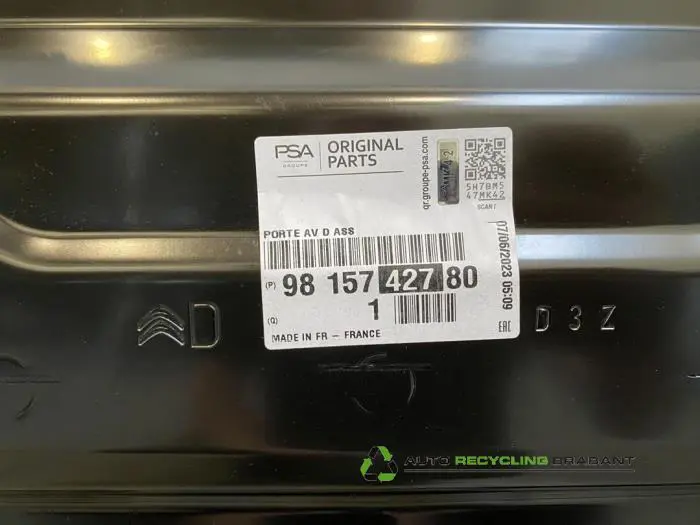 PSA
GROUPE
ORIGINAL
PARTS
qr.groupe-psa.com
5H7BM5
47MK42
SCAN!
PORTE AV D ASS
(P) 98 157 427 80
(Q) 1
07/06/2023 05:09
MADE IN FR – FRANCE
EAC
D
D 3 Z
AUTO RECYCLING BRABANT